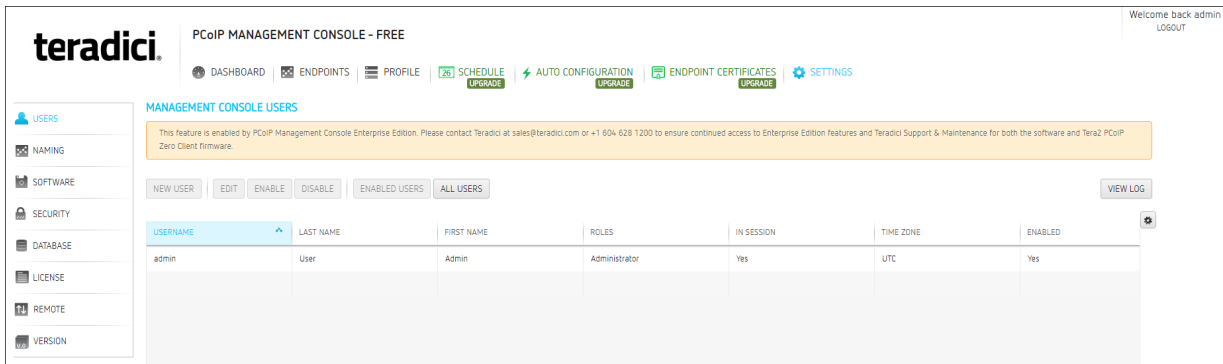 Welcome back admin
LOGOUT
teradici.
PCoIP MANAGEMENT CONSOLE - FREE
DASHBOARD ENDPOINTS PROFILE 26 SCHEDULE AUTO CONFIGURATION ENDPOINT CERTIFICATES SETTINGS
UPGRADE UPGRADE UPGRADE
USERS
NAMING
SOFTWARE
SECURITY
DATABASE
LICENSE
REMOTE
VERSION
MANAGEMENT CONSOLE USERS
This feature is enabled by PCoIP Management Console Enterprise Edition. Please contact Teradici at sales@teradici.com or +1 604 628 1200 to ensure continued access to Enterprise Edition features and Teradici Support & Maintenance for both the software and Tera2 PCoIP
Zero Client firmware.
NEW USER EDIT ENABLE DISABLE ENABLED USERS ALL USERS VIEW LOG
USERNAME LAST NAME FIRST NAME ROLES IN SESSION TIME ZONE ENABLED
admin User Admin Administrator Yes UTC Yes